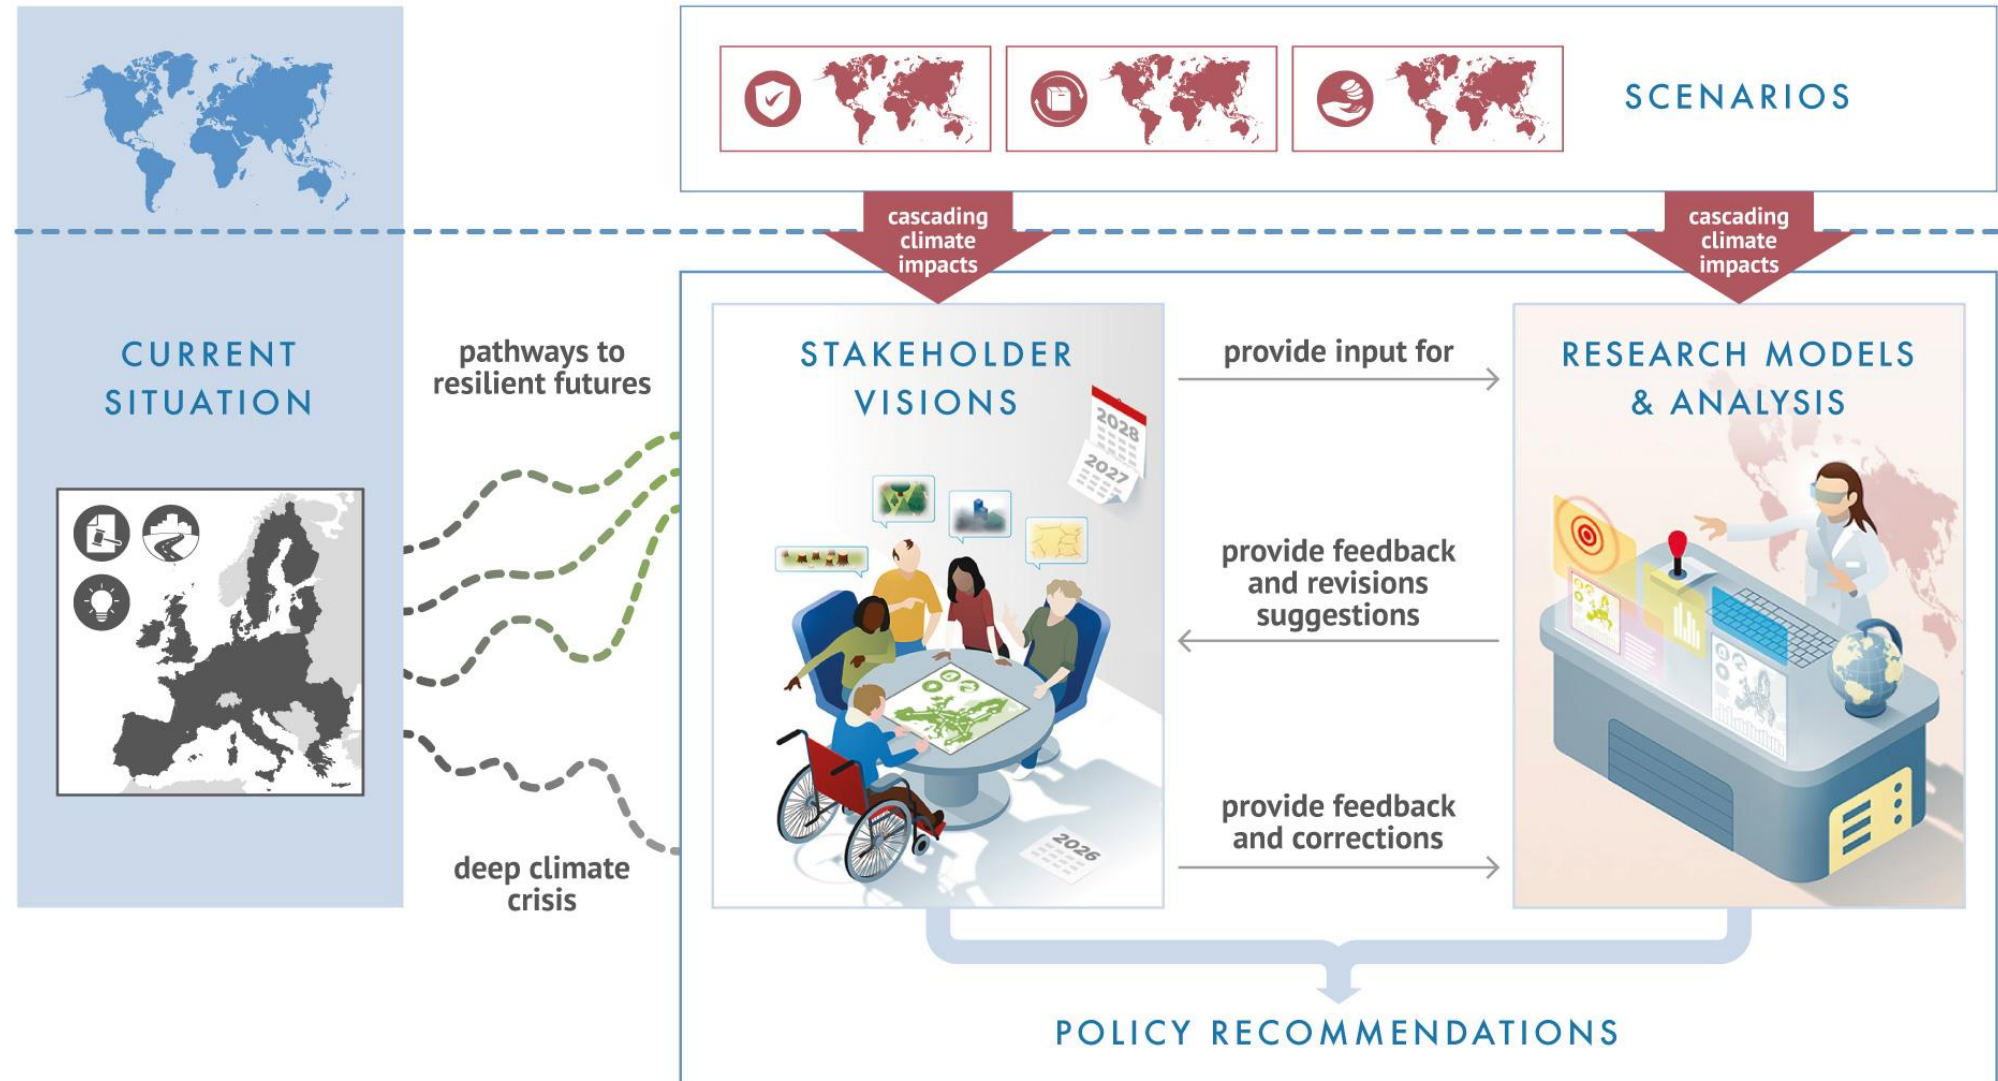 SCENARIOS
cascading
climate
impacts
cascading
climate
impacts
CURRENT
SITUATION
pathways to
resilient futures
deep climate
crisis
STAKEHOLDER
VISIONS
2028
2027
2026
provide input for
provide feedback
and revisions
suggestions
provide feedback
and corrections
RESEARCH MODELS
& ANALYSIS
POLICY RECOMMENDATIONS